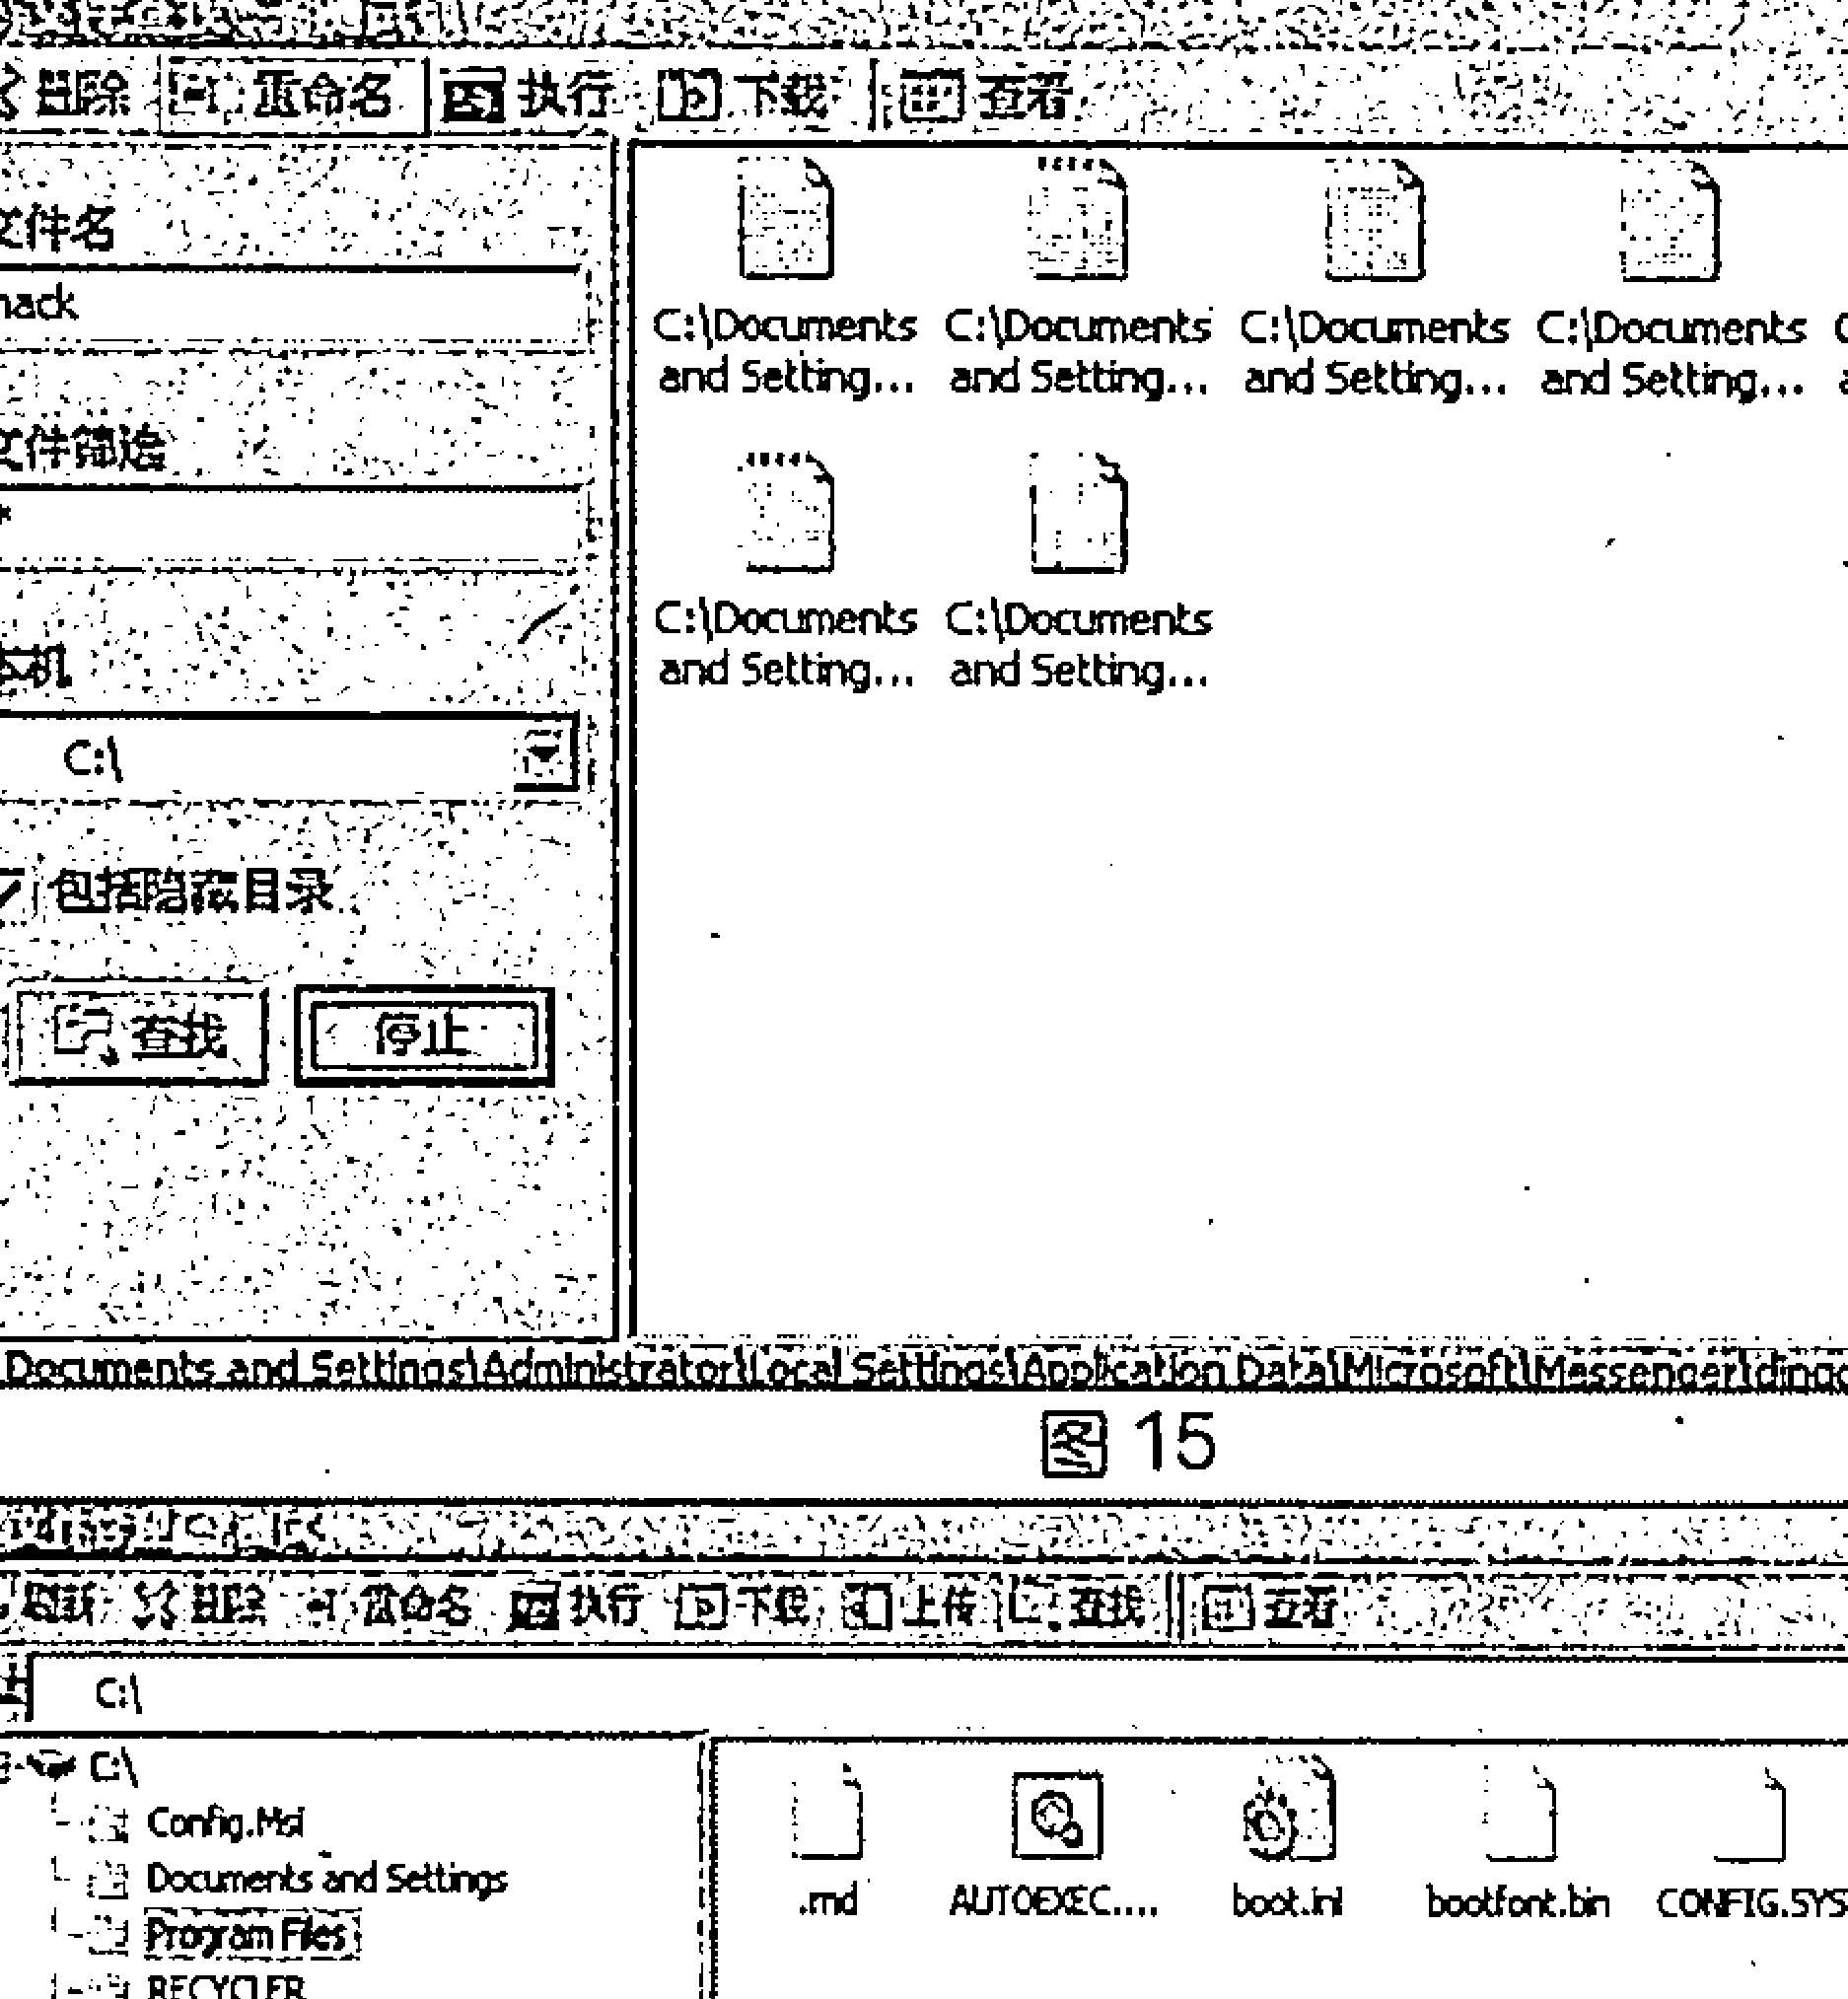 删除 重命名 执行 下载 查看
文件名
hack
文件筛选
*
C:\
包括隐藏目录
查找 停止
C:\Documents and Setting... C:\Documents and Setting... C:\Documents and Setting... C:\Documents and Setting...
C:\Documents and Setting... C:\Documents and Setting...
Documents and Settings\Administrator\Local Settings\Application Data\Microsoft\Messenger\
图 15
刷新 删除 重命名 执行 下载 上传 查找 查看
C:\
C:\
Config.Msi
Documents and Settings
Program Files
RECYCLER
.rnd AUTOEXEC.... boot.ini bootfont.bin CONFIG.SYS